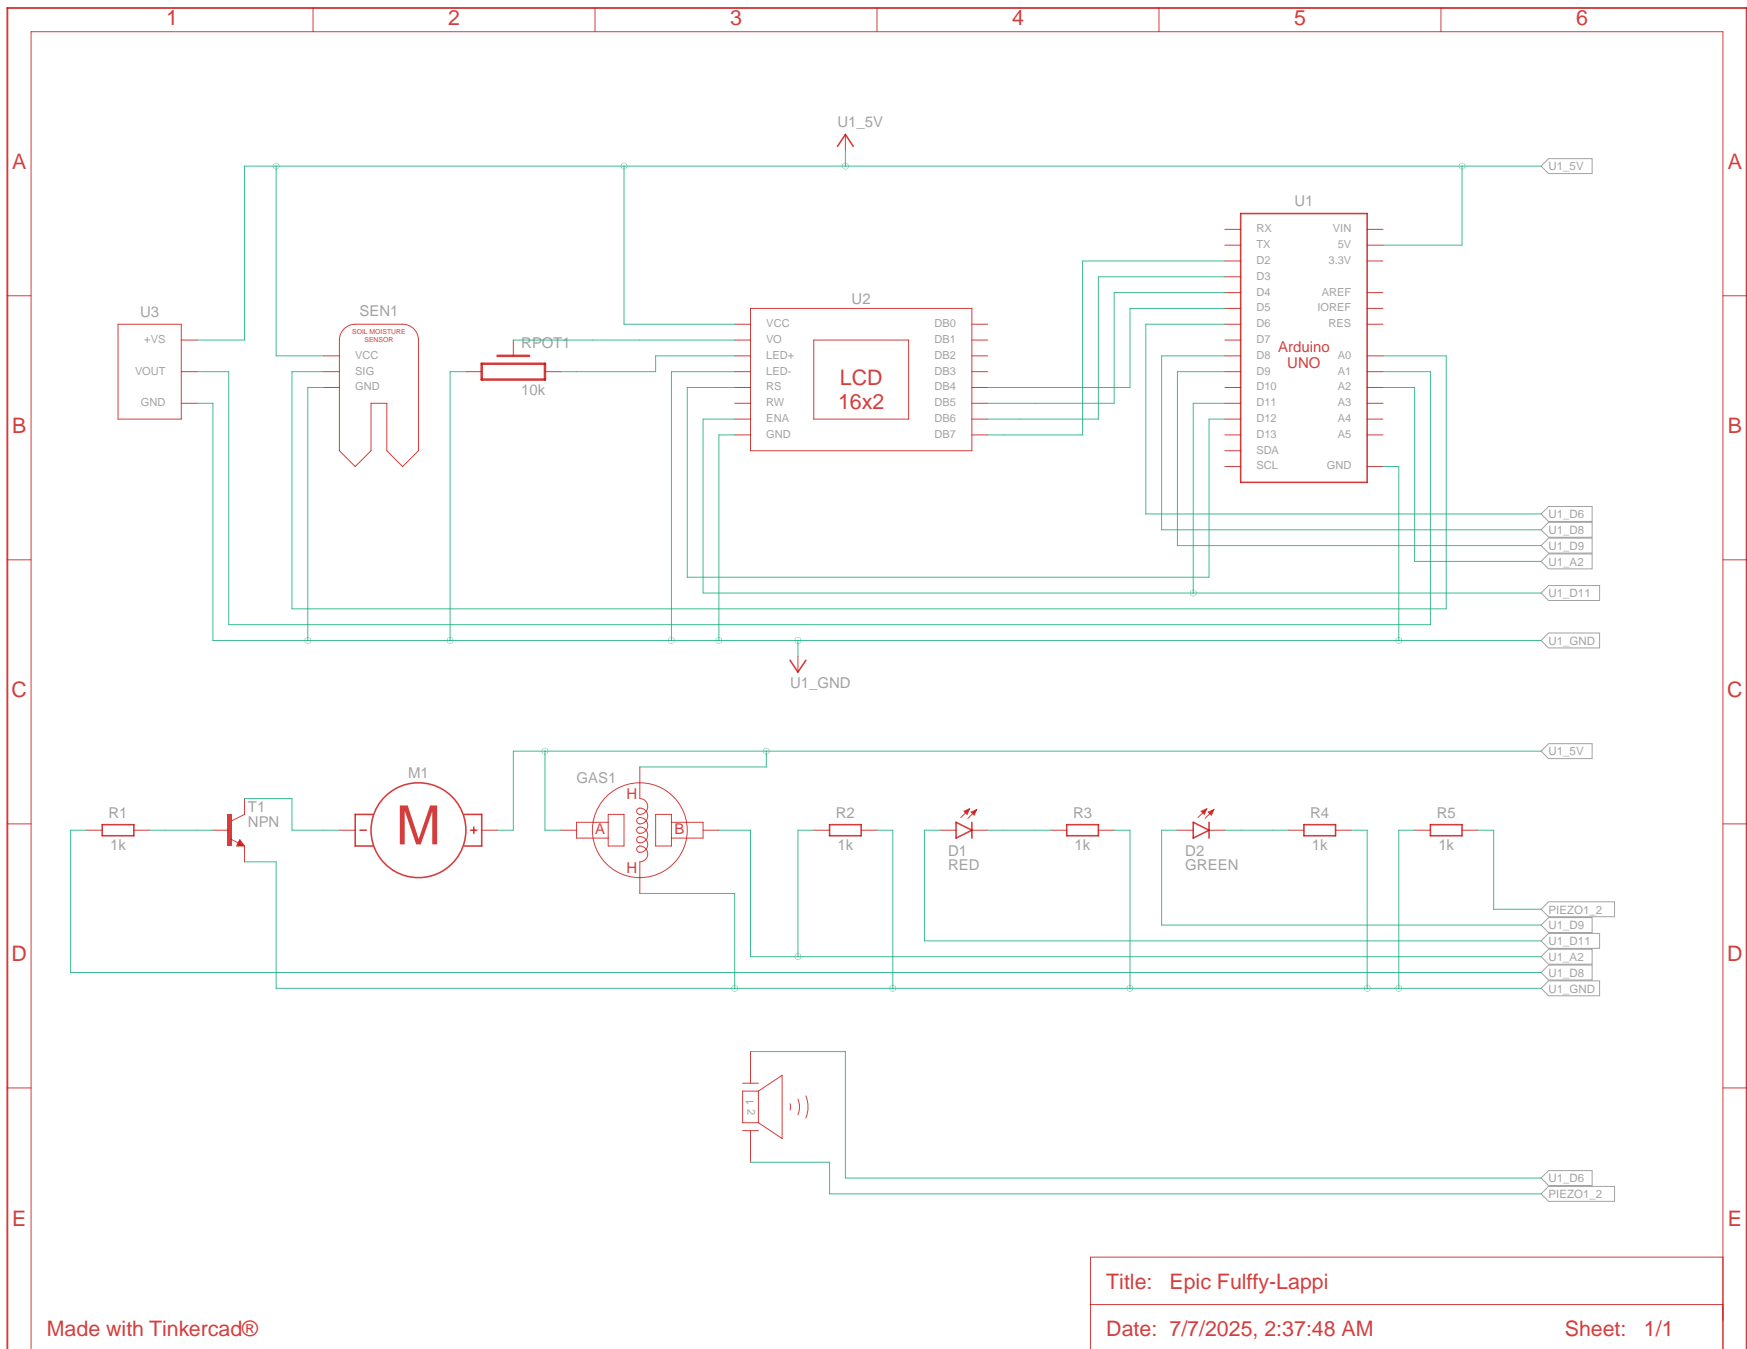 1 2 3 4 5 6
A A
B B
C C
D D
E E
U1_5V
U1_5V
U1
RX VIN
TX 5V
D2 3.3V
D3
D4 AREF
D5 IOREF
D6 RES
D7
D8 A0
D9 A1
D10 A2
D11 A3
D12 A4
D13 A5
SDA
SCL GND
Arduino
UNO
U3
+VS
VOUT
GND
SEN1
SOIL MOISTURE
SENSOR
VCC
SIG
GND
RPOT1
10k
U2
VCC DB0
VO DB1
LED+ DB2
LED- DB3
RS DB4
RW DB5
ENA DB6
GND DB7
LCD
16x2
U1_D6
U1_D8
U1_D9
U1_A2
U1_D11
U1_GND
U1_GND
U1_5V
R1
1k
T1
NPN
M1
M
- +
GAS1
H
A B
H
R2
1k
D1
RED
R3
1k
D2
GREEN
R4
1k
R5
1k
PIEZO1_2
U1_D9
U1_D11
U1_A2
U1_D8
U1_GND
1 2
U1_D6
PIEZO1_2
Title: Epic Fulffy-Lappi
Made with Tinkercad®
Date: 7/7/2025, 2:37:48 AM Sheet: 1/1